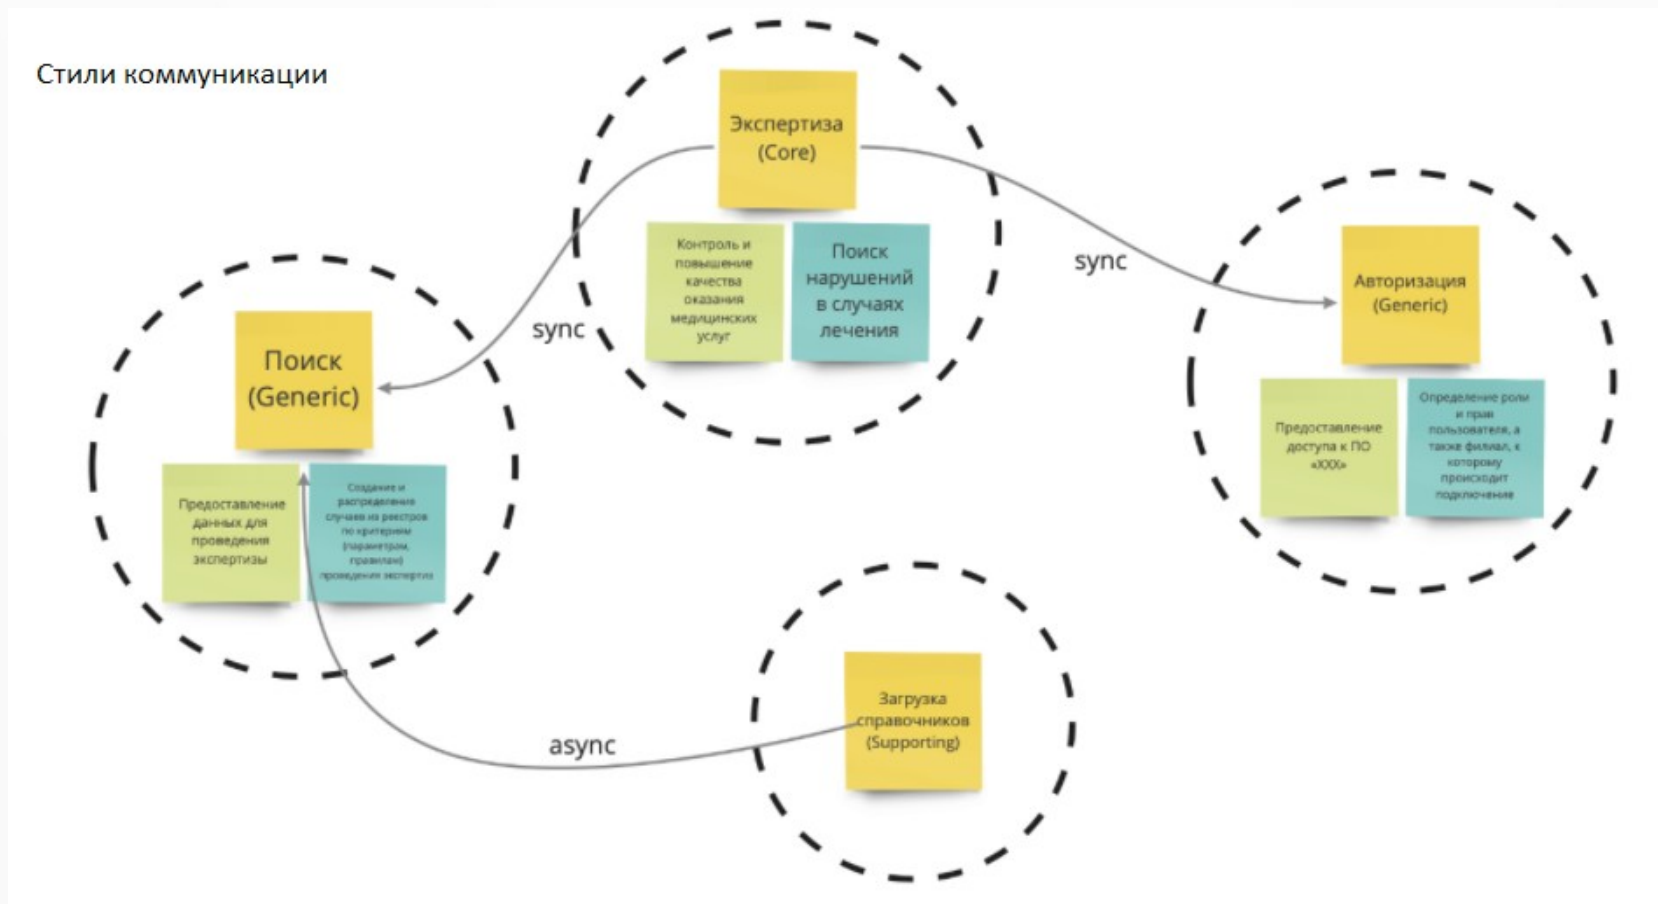 Стили коммуникации
Экспертиза
(Core)
Контроль и
повышение
качества
оказания
медицинских
услуг
Поиск
нарушений
в случаях
лечения
sync
sync
Авторизация
(Generic)
Предоставление
доступа к ПО
«XXX»
Определение роли
и прав
пользователя, а
также филиал, к
которому
происходит
подключение
Поиск
(Generic)
Предоставление
данных для
проведения
экспертизы
Создание и
распределение
случаев из реестров
по критериям
(параметрам,
правилам)
проведения экспертиз
async
Загрузка
справочников
(Supporting)